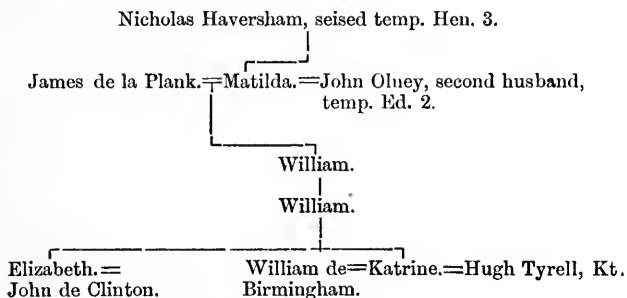 Nicholas Haversham, seised temp. Hen. 3.
James de la Plank.=Matilda.=John Olney, second husband,
temp. Ed. 2.
William.
William.
Elizabeth.= William de=Katrine.=Hugh Tyrell, Kt.
John de Clinton. Birmingham.